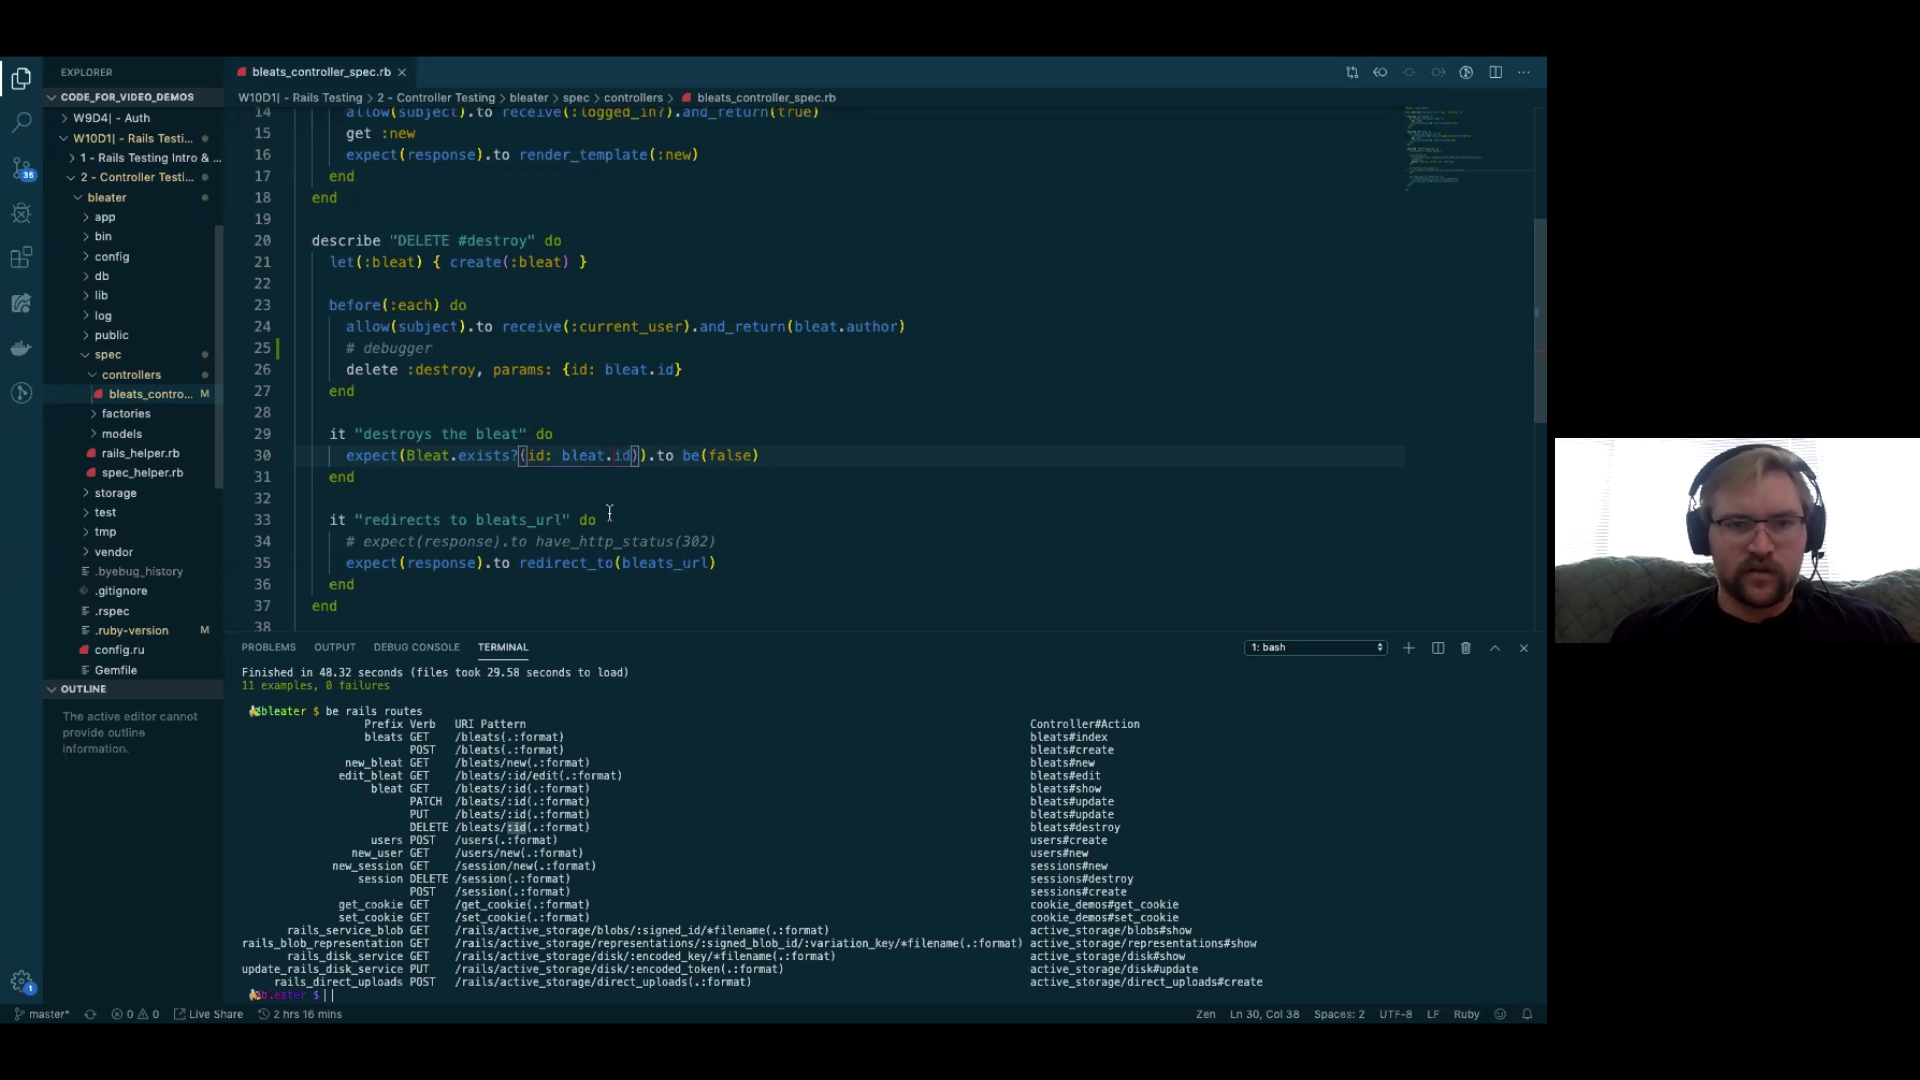 EXPLORER
CODE_FOR_VIDEO_DEMOS
W9D4| - Auth
W10D1| - Rails Testi...
1 - Rails Testing Intro & ...
2 - Controller Testi...
bleater
app
bin
config
db
lib
log
public
spec
controllers
bleats_contro... M
factories
models
rails_helper.rb
spec_helper.rb
storage
test
tmp
vendor
.byebug_history
.gitignore
.rspec
.ruby-version M
config.ru
Gemfile
OUTLINE
The active editor cannot
provide outline
information.
36
1
bleats_controller_spec.rb
W10D1| - Rails Testing > 2 - Controller Testing > bleater > spec > controllers > bleats_controller_spec.rb
14 allow(subject).to receive(:logged_in?).and_return(true)
15 get :new
16 expect(response).to render_template(:new)
17 end
18 end
19
20 describe "DELETE #destroy" do
21 let(:bleat) { create(:bleat) }
22
23 before(:each) do
24 allow(subject).to receive(:current_user).and_return(bleat.author)
25 # debugger
26 delete :destroy, params: {id: bleat.id}
27 end
28
29 it "destroys the bleat" do
30 expect(Bleat.exists?(id: bleat.id)).to be(false)
31 end
32
33 it "redirects to bleats_url" do
34 # expect(response).to have_http_status(302)
35 expect(response).to redirect_to(bleats_url)
36 end
37 end
38
PROBLEMS OUTPUT DEBUG CONSOLE TERMINAL 1: bash
Finished in 48.32 seconds (files took 29.58 seconds to load)
11 examples, 0 failures
bleater $ be rails routes
Prefix Verb URI Pattern Controller#Action
bleats GET /bleats(.:format) bleats#index
POST /bleats(.:format) bleats#create
new_bleat GET /bleats/new(.:format) bleats#new
edit_bleat GET /bleats/:id/edit(.:format) bleats#edit
bleat GET /bleats/:id(.:format) bleats#show
PATCH /bleats/:id(.:format) bleats#update
PUT /bleats/:id(.:format) bleats#update
DELETE /bleats/:id(.:format) bleats#destroy
users POST /users(.:format) users#create
new_user GET /users/new(.:format) users#new
new_session GET /session/new(.:format) sessions#new
session DELETE /session(.:format) sessions#destroy
POST /session(.:format) sessions#create
get_cookie GET /get_cookie(.:format) cookie_demos#get_cookie
set_cookie GET /set_cookie(.:format) cookie_demos#set_cookie
rails_service_blob GET /rails/active_storage/blobs/:signed_id/*filename(.:format) active_storage/blobs#show
rails_blob_representation GET /rails/active_storage/representations/:signed_blob_id/:variation_key/*filename(.:format) active_storage/representations#show
rails_disk_service GET /rails/active_storage/disk/:encoded_key/*filename(.:format) active_storage/disk#show
update_rails_disk_service PUT /rails/active_storage/disk/:encoded_token(.:format) active_storage/disk#update
rails_direct_uploads POST /rails/active_storage/direct_uploads(.:format) active_storage/direct_uploads#create
bleater $
master* 0 0 Live Share 2 hrs 16 mins Zen Ln 30, Col 38 Spaces: 2 UTF-8 LF Ruby